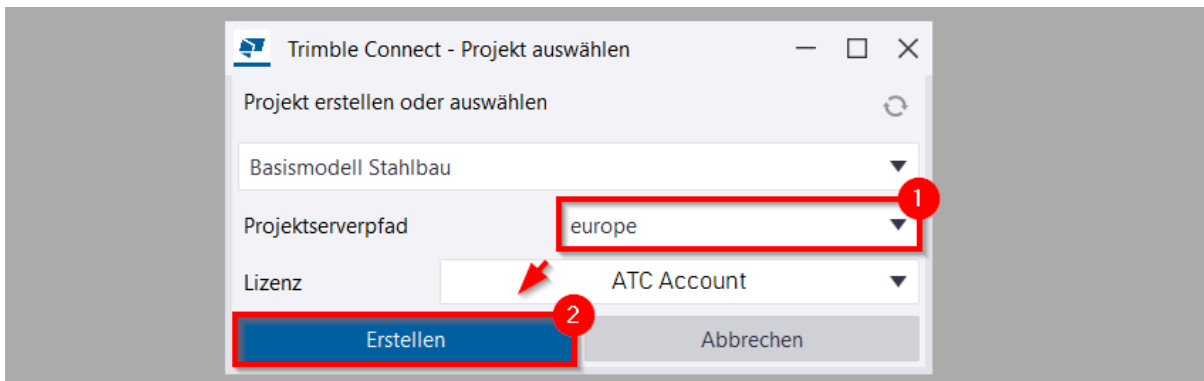 Trimble Connect - Projekt auswählen
Projekt erstellen oder auswählen
Basismodell Stahlbau
1
Projektserverpfad europe
Lizenz ATC Account
2
Erstellen Abbrechen